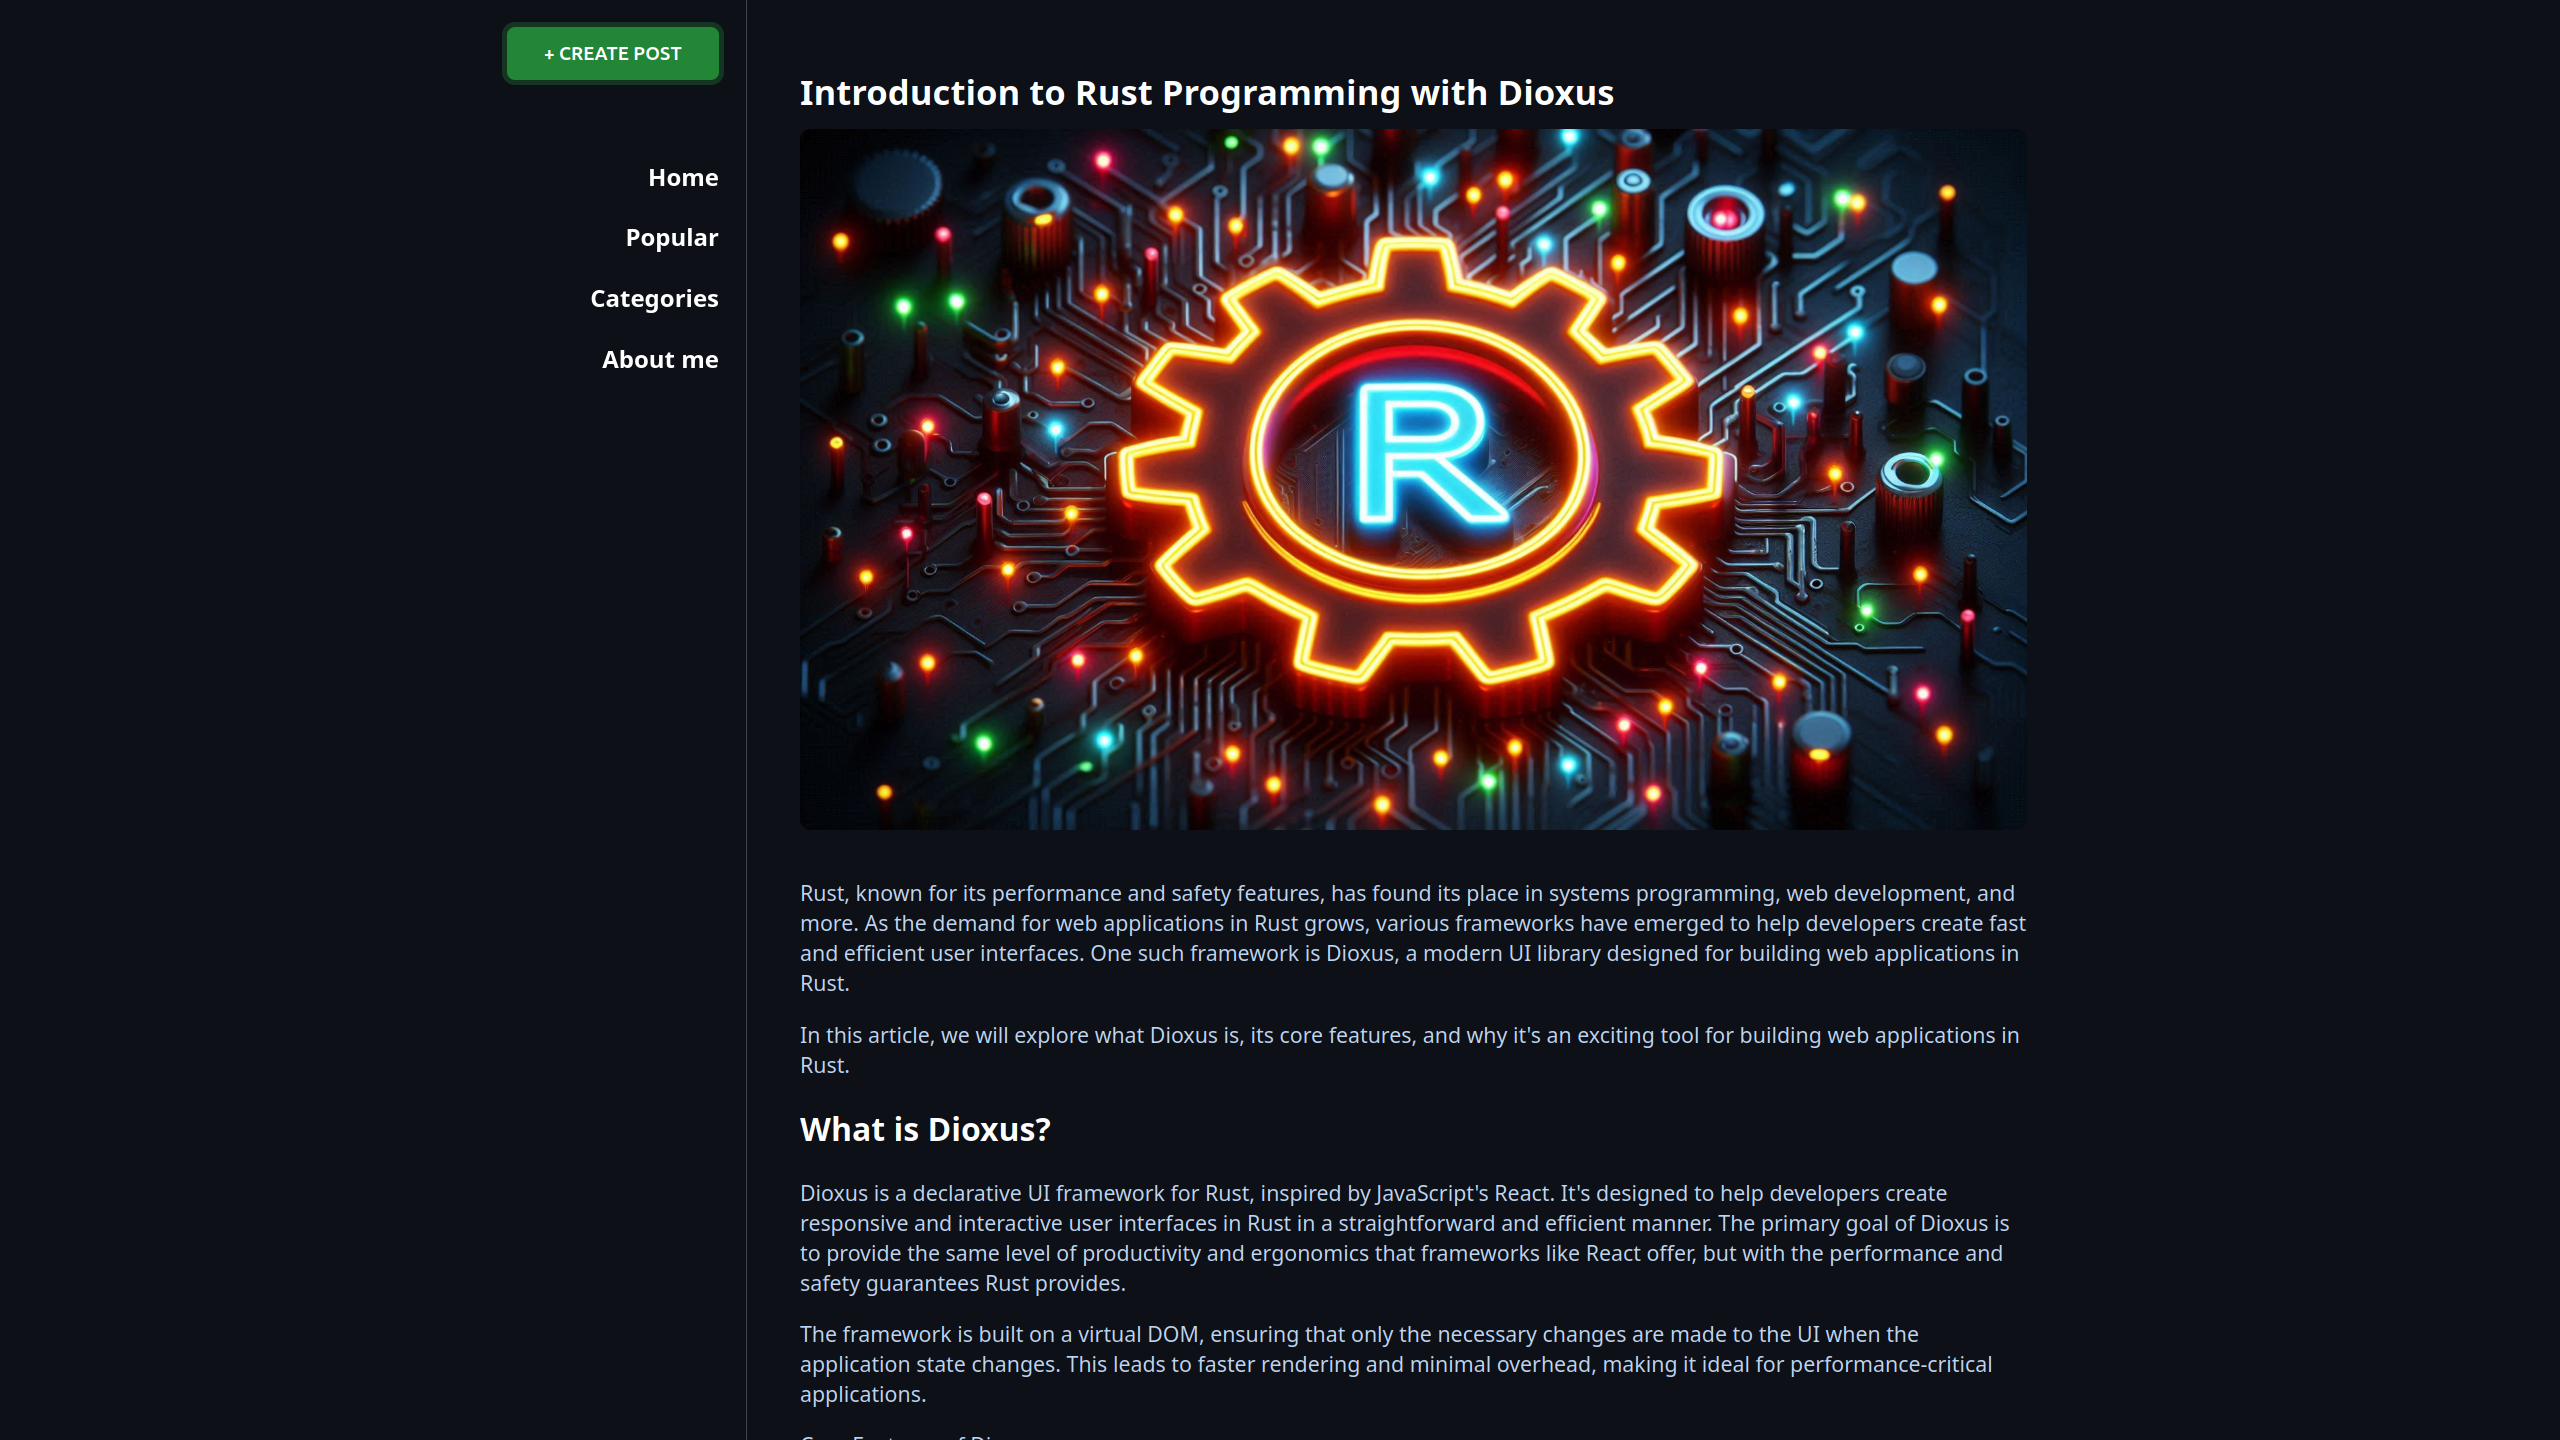 + CREATE POST
Home
Popular
Categories
About me
Introduction to Rust Programming with Dioxus
R
Rust, known for its performance and safety features, has found its place in systems programming, web development, and
more. As the demand for web applications in Rust grows, various frameworks have emerged to help developers create fast
and efficient user interfaces. One such framework is Dioxus, a modern UI library designed for building web applications in
Rust.
In this article, we will explore what Dioxus is, its core features, and why it's an exciting tool for building web applications in
Rust.
What is Dioxus?
Dioxus is a declarative UI framework for Rust, inspired by JavaScript's React. It's designed to help developers create
responsive and interactive user interfaces in Rust in a straightforward and efficient manner. The primary goal of Dioxus is
to provide the same level of productivity and ergonomics that frameworks like React offer, but with the performance and
safety guarantees Rust provides.
The framework is built on a virtual DOM, ensuring that only the necessary changes are made to the UI when the
application state changes. This leads to faster rendering and minimal overhead, making it ideal for performance-critical
applications.